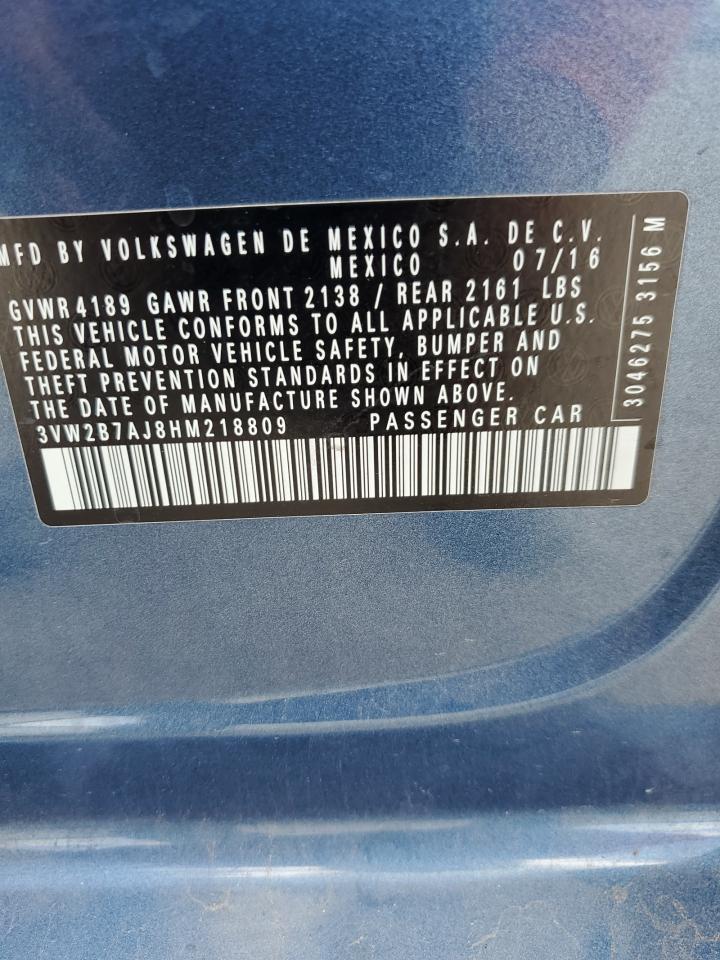 MFD BY VOLKSWAGEN DE MEXICO S.A. DE C.V.
MEXICO 07/16
GVWR 4189 GAWR FRONT 2138 / REAR 2161 LBS
THIS VEHICLE CONFORMS TO ALL APPLICABLE U.S.
FEDERAL MOTOR VEHICLE SAFETY, BUMPER AND
THEFT PREVENTION STANDARDS IN EFFECT ON
THE DATE OF MANUFACTURE SHOWN ABOVE.
3VW2B7AJ8HM218809 PASSENGER CAR
3046275 3156 M